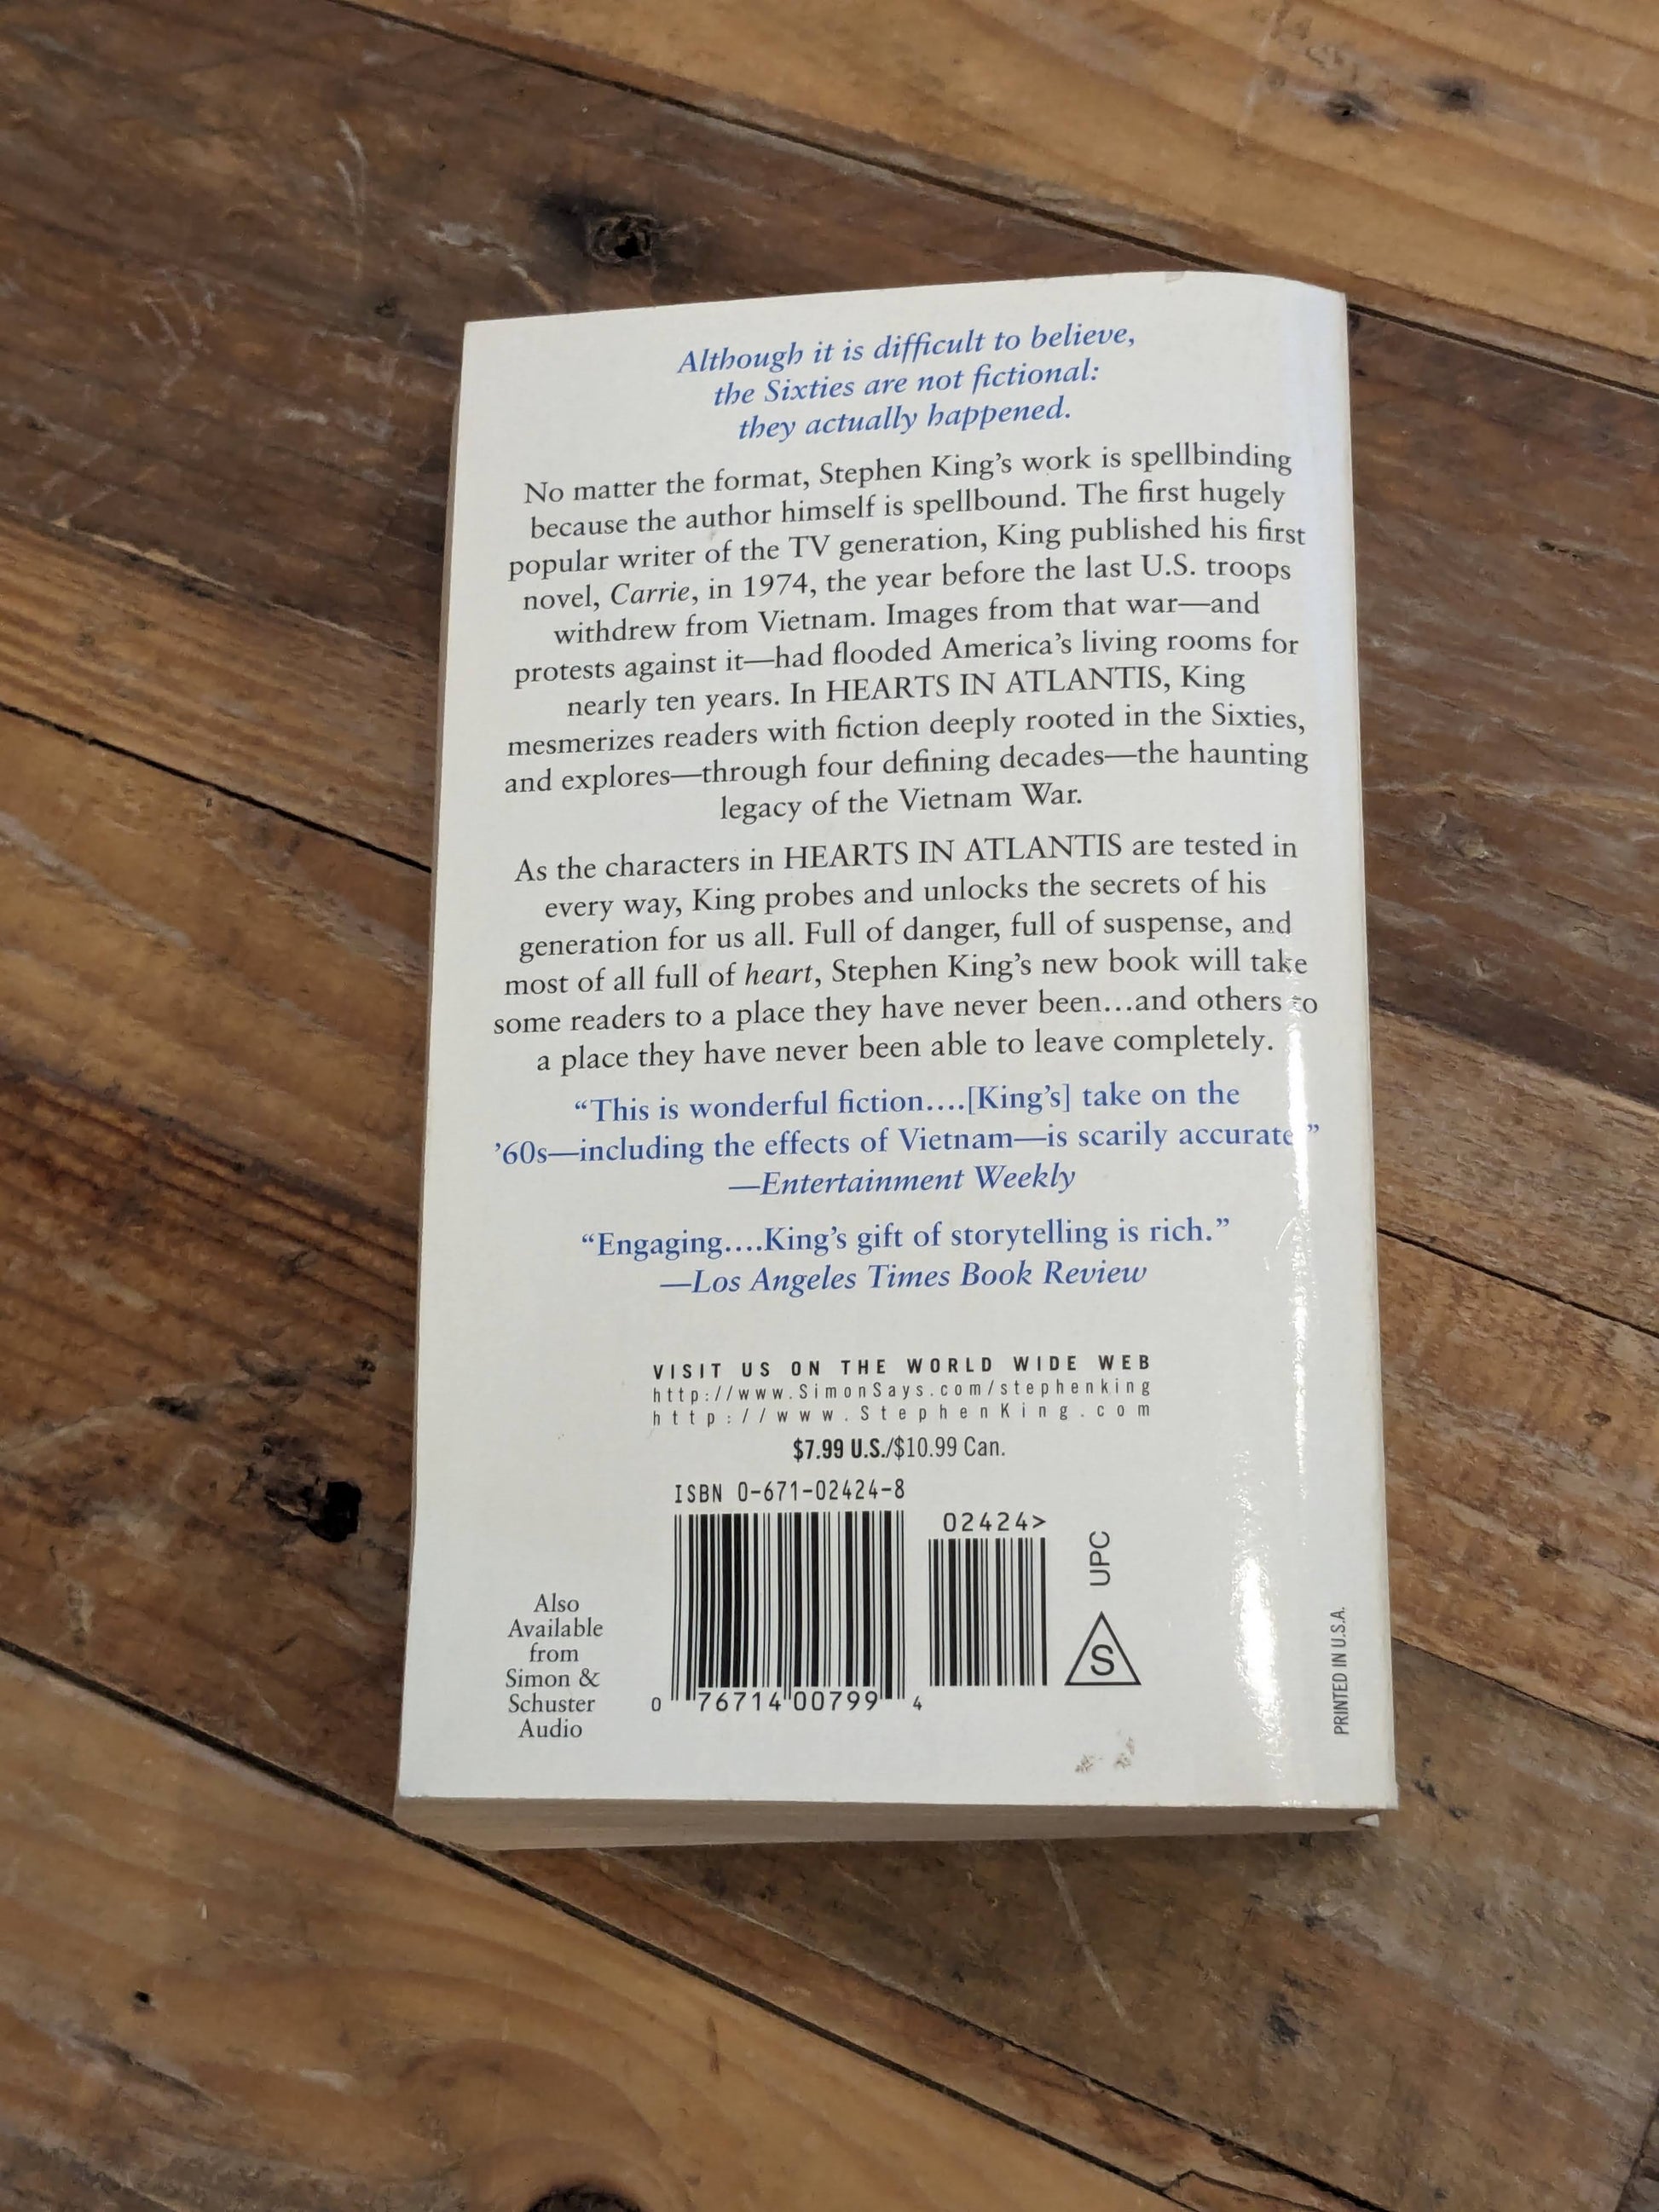 Although it is difficult to believe,
the Sixties are not fictional:
they actually happened.
No matter the format, Stephen King's work is spellbinding
because the author himself is spellbound. The first hugely
popular writer of the TV generation, King published his first
novel, Carrie, in 1974, the year before the last U.S. troops
withdrew from Vietnam. Images from that war—and
protests against it—had flooded America's living rooms for
nearly ten years. In HEARTS IN ATLANTIS, King
mesmerizes readers with fiction deeply rooted in the Sixties,
and explores—through four defining decades—the haunting
legacy of the Vietnam War.
As the characters in HEARTS IN ATLANTIS are tested in
every way, King probes and unlocks the secrets of his
generation for us all. Full of danger, full of suspense, and
most of all full of heart, Stephen King's new book will take
some readers to a place they have never been...and others to
a place they have never been able to leave completely.
“This is wonderful fiction....[King's] take on the
'60s—including the effects of Vietnam—is scarily accurate.”
—Entertainment Weekly
“Engaging....King's gift of storytelling is rich.”
—Los Angeles Times Book Review
VISIT US ON THE WORLD WIDE WEB
http://www.SimonSays.com/stephenking
http://www.StephenKing.com
$7.99 U.S./$10.99 Can.
ISBN 0-671-02424-8
02424>
UPC
S
0 76714 00799 4
Also
Available
from
Simon &
Schuster
Audio
PRINTED IN U.S.A.